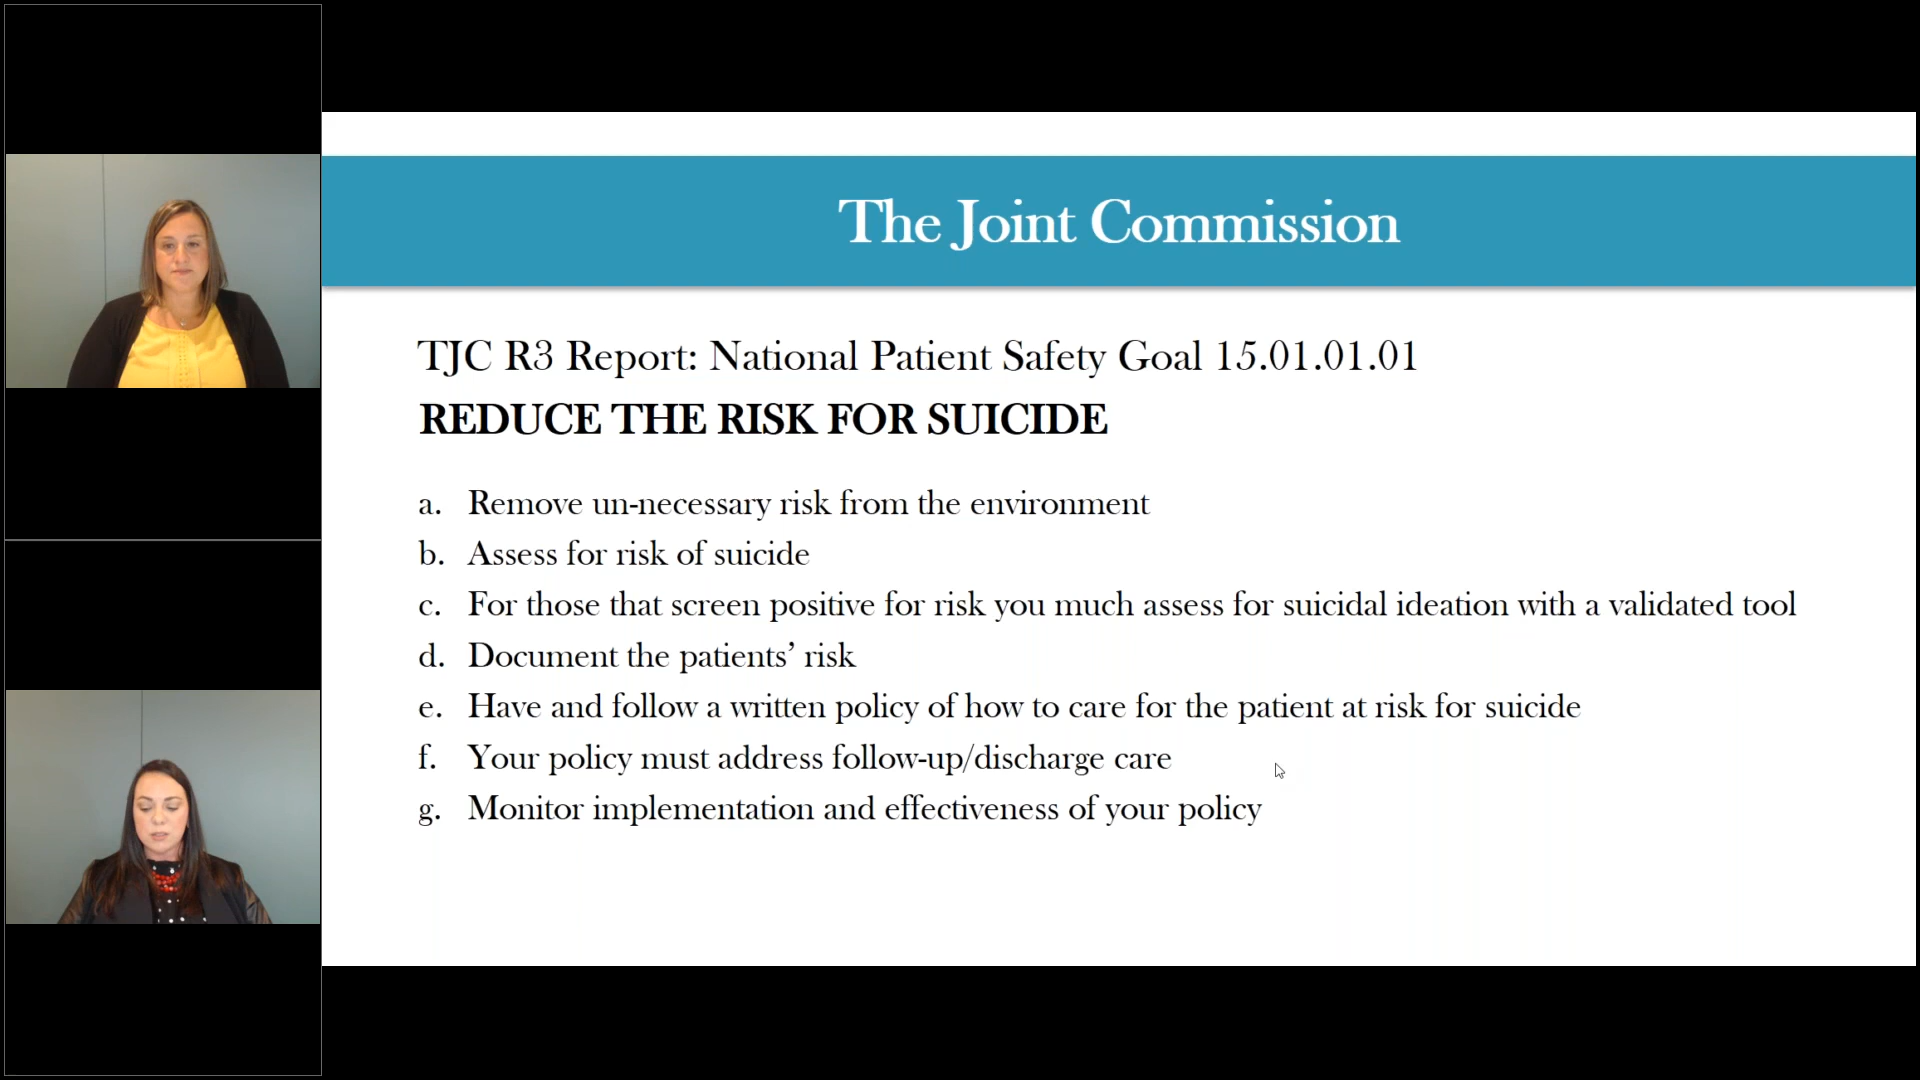 The Joint Commission
TJC R3 Report: National Patient Safety Goal 15.01.01.01
REDUCE THE RISK FOR SUICIDE
a. Remove un-necessary risk from the environment
b. Assess for risk of suicide
c. For those that screen positive for risk you much assess for suicidal ideation with a validated tool
d. Document the patients’ risk
e. Have and follow a written policy of how to care for the patient at risk for suicide
f. Your policy must address follow-up/discharge care
g. Monitor implementation and effectiveness of your policy